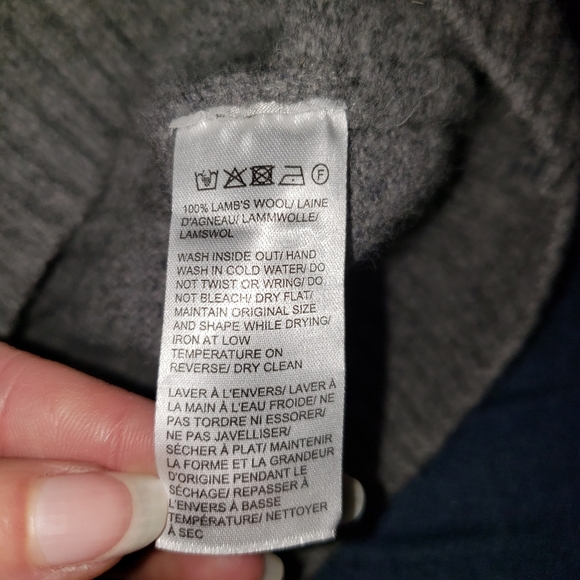 F
100% LAMB'S WOOL/ LAINE
D'AGNEAU/ LAMMWOLLE/
LAMSWOL
WASH INSIDE OUT/ HAND
WASH IN COLD WATER/ DO
NOT TWIST OR WRING/ DO
NOT BLEACH/ DRY FLAT/
MAINTAIN ORIGINAL SIZE
AND SHAPE WHILE DRYING/
IRON AT LOW
TEMPERATURE ON
REVERSE/ DRY CLEAN
LAVER À L'ENVERS/ LAVER À
LA MAIN À L'EAU FROIDE/ NE
PAS TORDRE NI ESSORER/
NE PAS JAVELLISER/
SÉCHER À PLAT/ MAINTENIR
LA FORME ET LA GRANDEUR
D'ORIGINE PENDANT LE
SÉCHAGE/ REPASSER À
L'ENVERS À BASSE
TEMPÉRATURE/ NETTOYER
À SEC